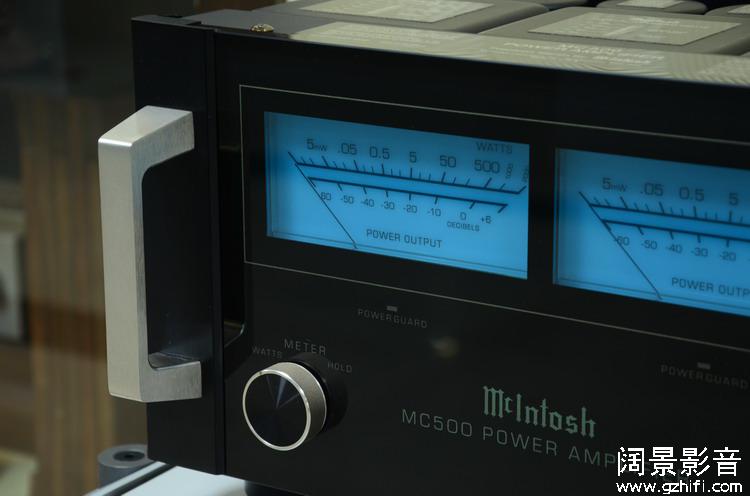 McIntosh
5mW .05 0.5 5 50 500
WATTS
-60 -50 -40 -30 -20 -10 0 +6
DECIBELS
POWER OUTPUT
5mW .05 0.5 5
-60 -50 -40 -30 -20
POWER OUTP
POWERGUARD
POWERGUARD
METER
WATTS HOLD
McIntosh
MC500 POWER AMP
阔景影音
www.gzhifi.com